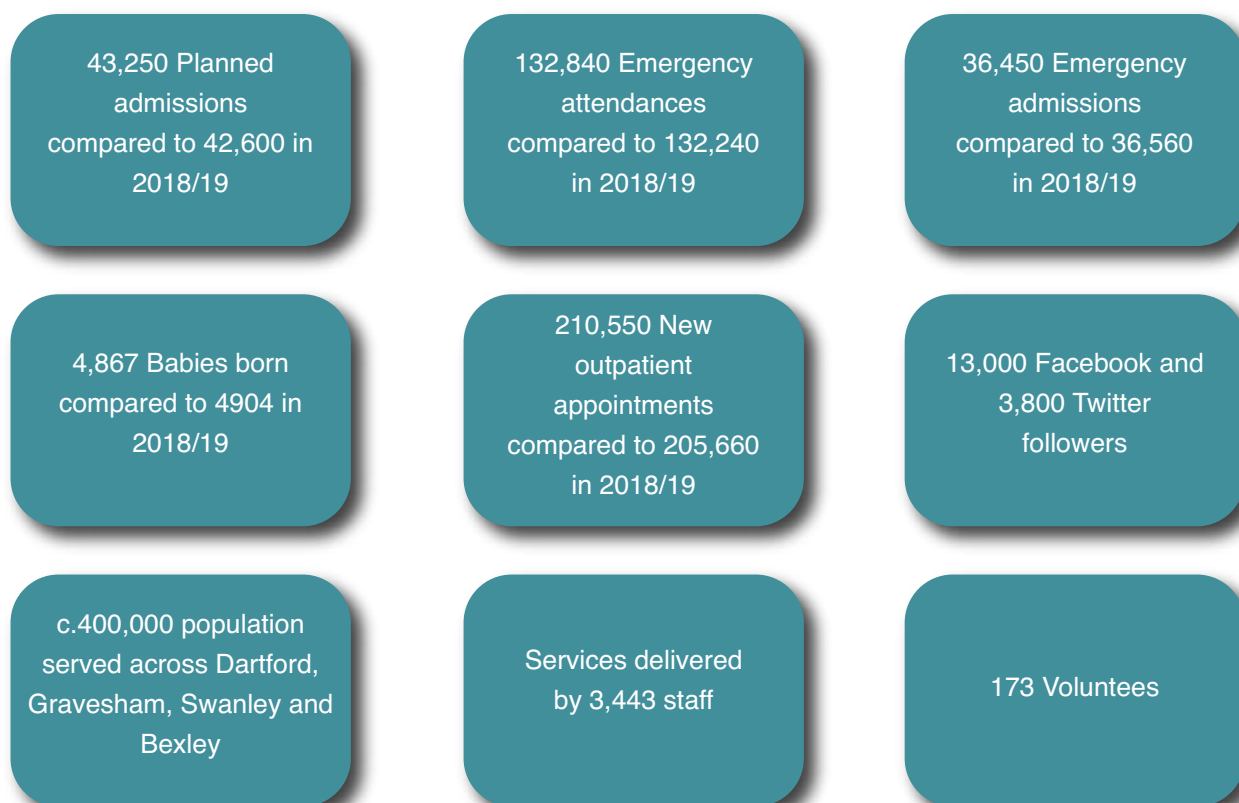 43,250 Planned
admissions
compared to 42,600 in
2018/19
132,840 Emergency
attendances
compared to 132,240
in 2018/19
36,450 Emergency
admissions
compared to 36,560
in 2018/19
4,867 Babies born
compared to 4904 in
2018/19
210,550 New
outpatient
appointments
compared to 205,660
in 2018/19
13,000 Facebook and
3,800 Twitter
followers
c.400,000 population
served across Dartford,
Gravesham, Swanley and
Bexley
Services delivered
by 3,443 staff
173 Voluntees